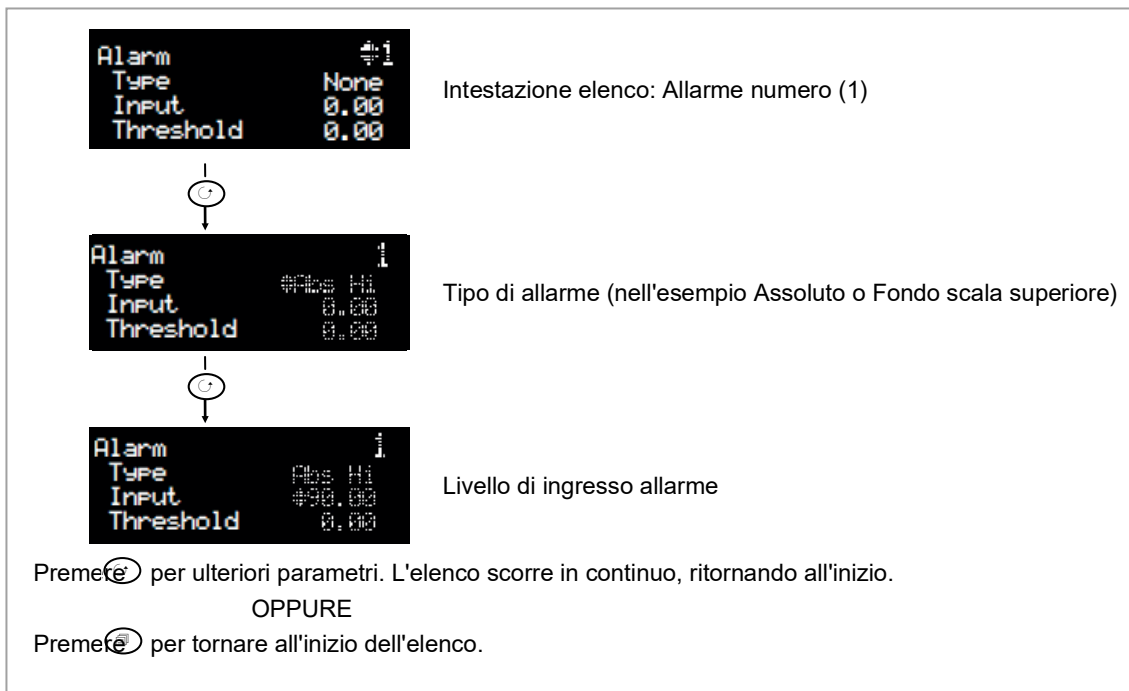 Alarm 1
Type None
Input 0.00
Threshold 0.00
Intestazione elenco: Allarme numero (1)
Alarm 1
Type Abs Hi
Input 0.00
Threshold 0.00
Tipo di allarme (nell'esempio Assoluto o Fondo scala superiore)
Alarm 1
Type Abs Hi
Input 90.00
Threshold 0.00
Livello di ingresso allarme
Premere per ulteriori parametri. L'elenco scorre in continuo, ritornando all'inizio.
OPPURE
Premere per tornare all'inizio dell'elenco.